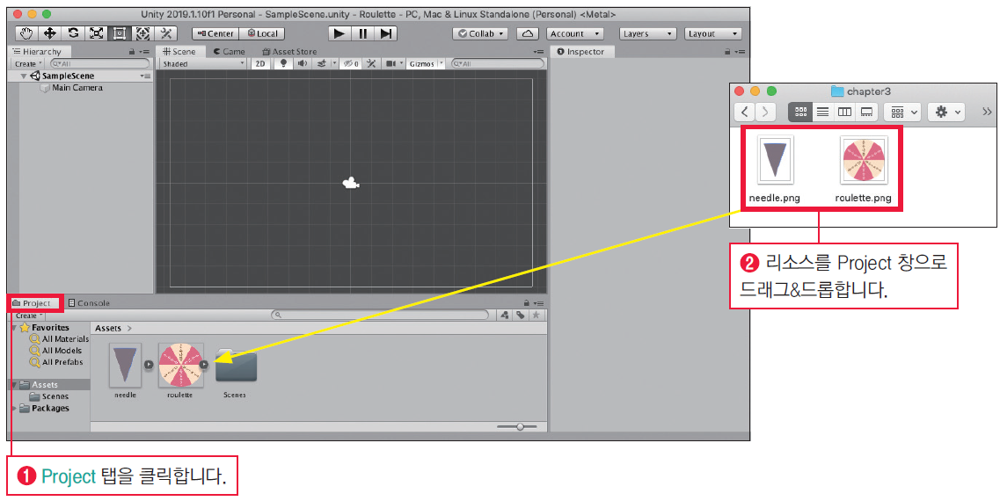 Unity 2019.1.10f1 Personal - SampleScene.unity - Roulette - PC, Mac & Linux Standalone (Personal) <Metal>
Center Local Collab Account Layers Layout
Hierarchy Scene Game Asset Store Inspector
Create All Shaded 2D 0 Gizmos All
SampleScene
Main Camera
chapter3
needle.png roulette.png
❷ 리소스를 Project 창으로
드래그&드롭합니다.
Project Console
Create
Favorites Assets
All Materials
All Models
All Prefabs
Assets
Scenes
Packages
needle roulette Scenes
❶ Project 탭을 클릭합니다.